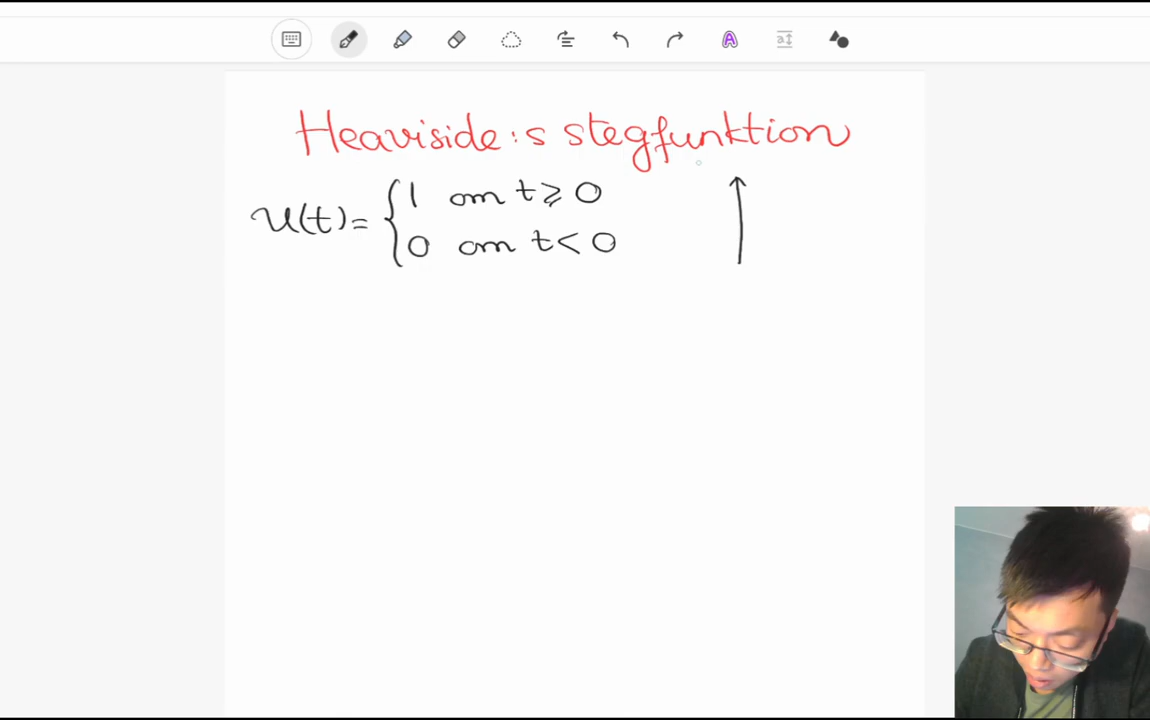 Heaviside:s stegfunktion
U(t)= { 1 om t ⩾ 0
0 om t < 0